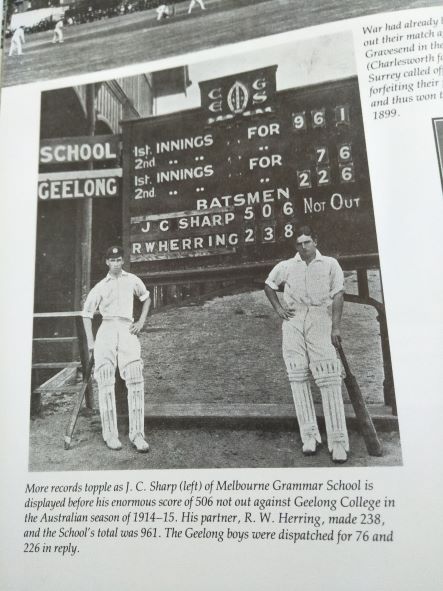 War had already
out their match a
Gravesend in the
(Charlesworth fo
Surrey called of
forfeiting their
and thus won t
1899.
C G
E S
1st. INNINGS FOR 961
2nd " "
1st. INNINGS FOR 76
2nd. " " 226
SCHOOL
GEELONG
BATSMEN
J C SHARP 506 NOT OUT
R W HERRING 238
More records topple as J. C. Sharp (left) of Melbourne Grammar School is
displayed before his enormous score of 506 not out against Geelong College in
the Australian season of 1914–15. His partner, R. W. Herring, made 238,
and the School's total was 961. The Geelong boys were dispatched for 76 and
226 in reply.